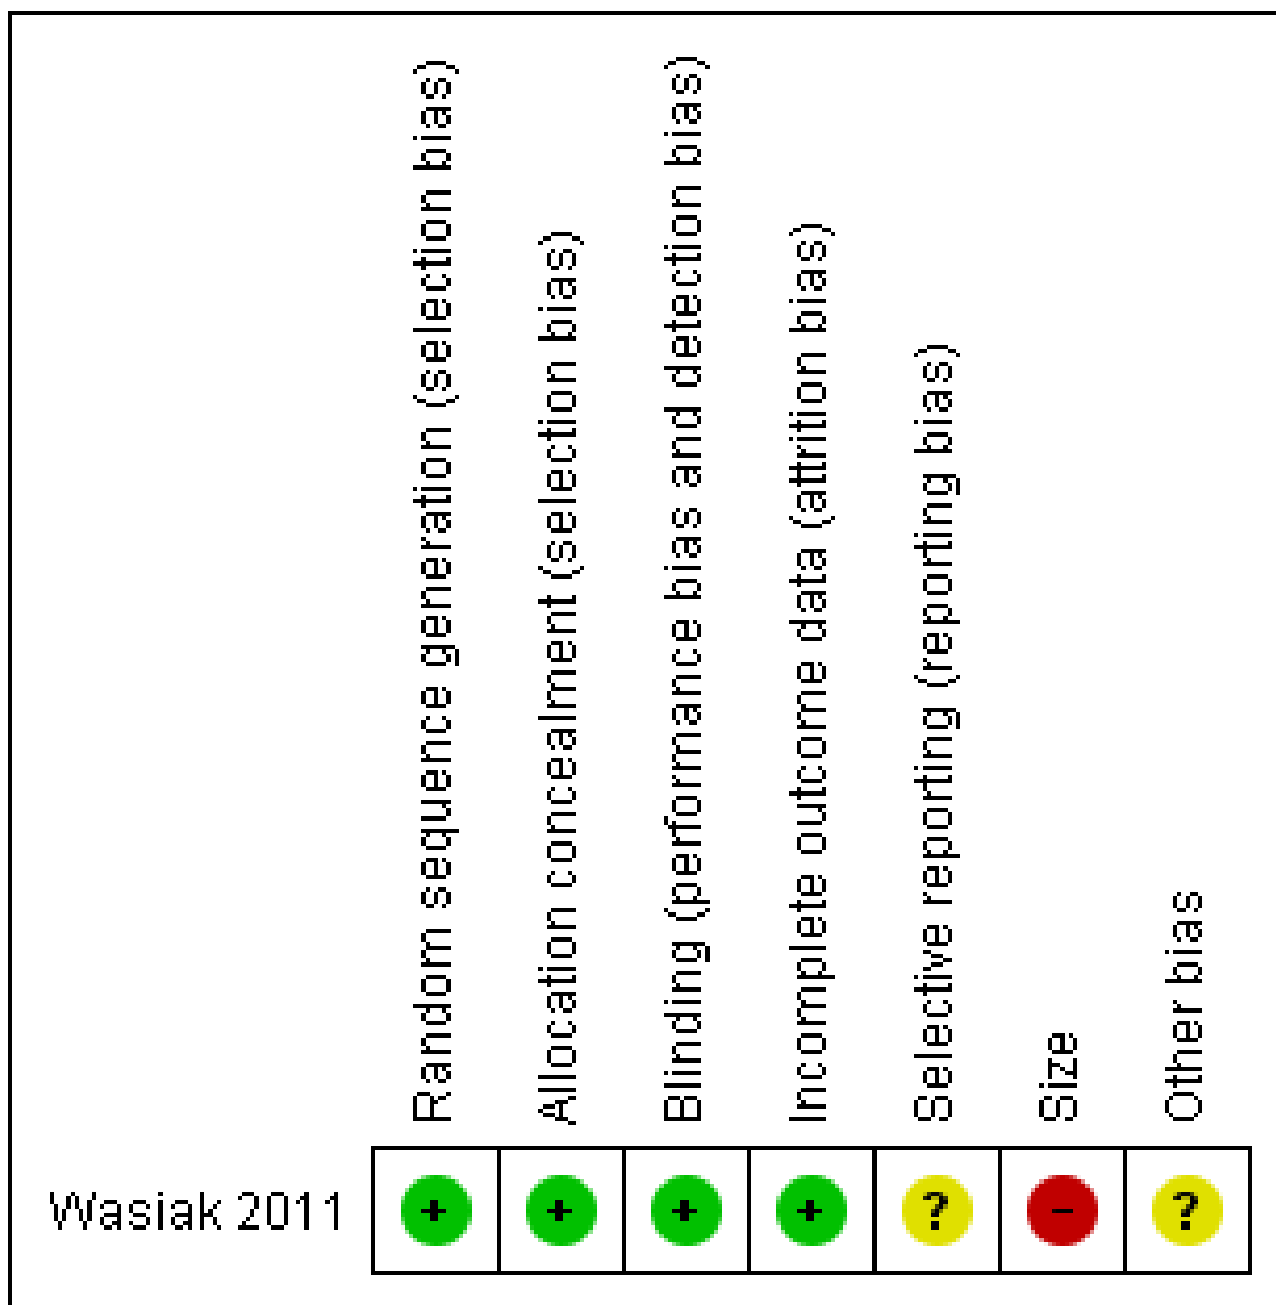 Random sequence generation (selection bias)
Allocation concealment (selection bias)
Blinding (performance bias and detection bias)
Incomplete outcome data (attrition bias)
Selective reporting (reporting bias)
Size
Other bias
Wasiak 2011 + + + + ? - ?